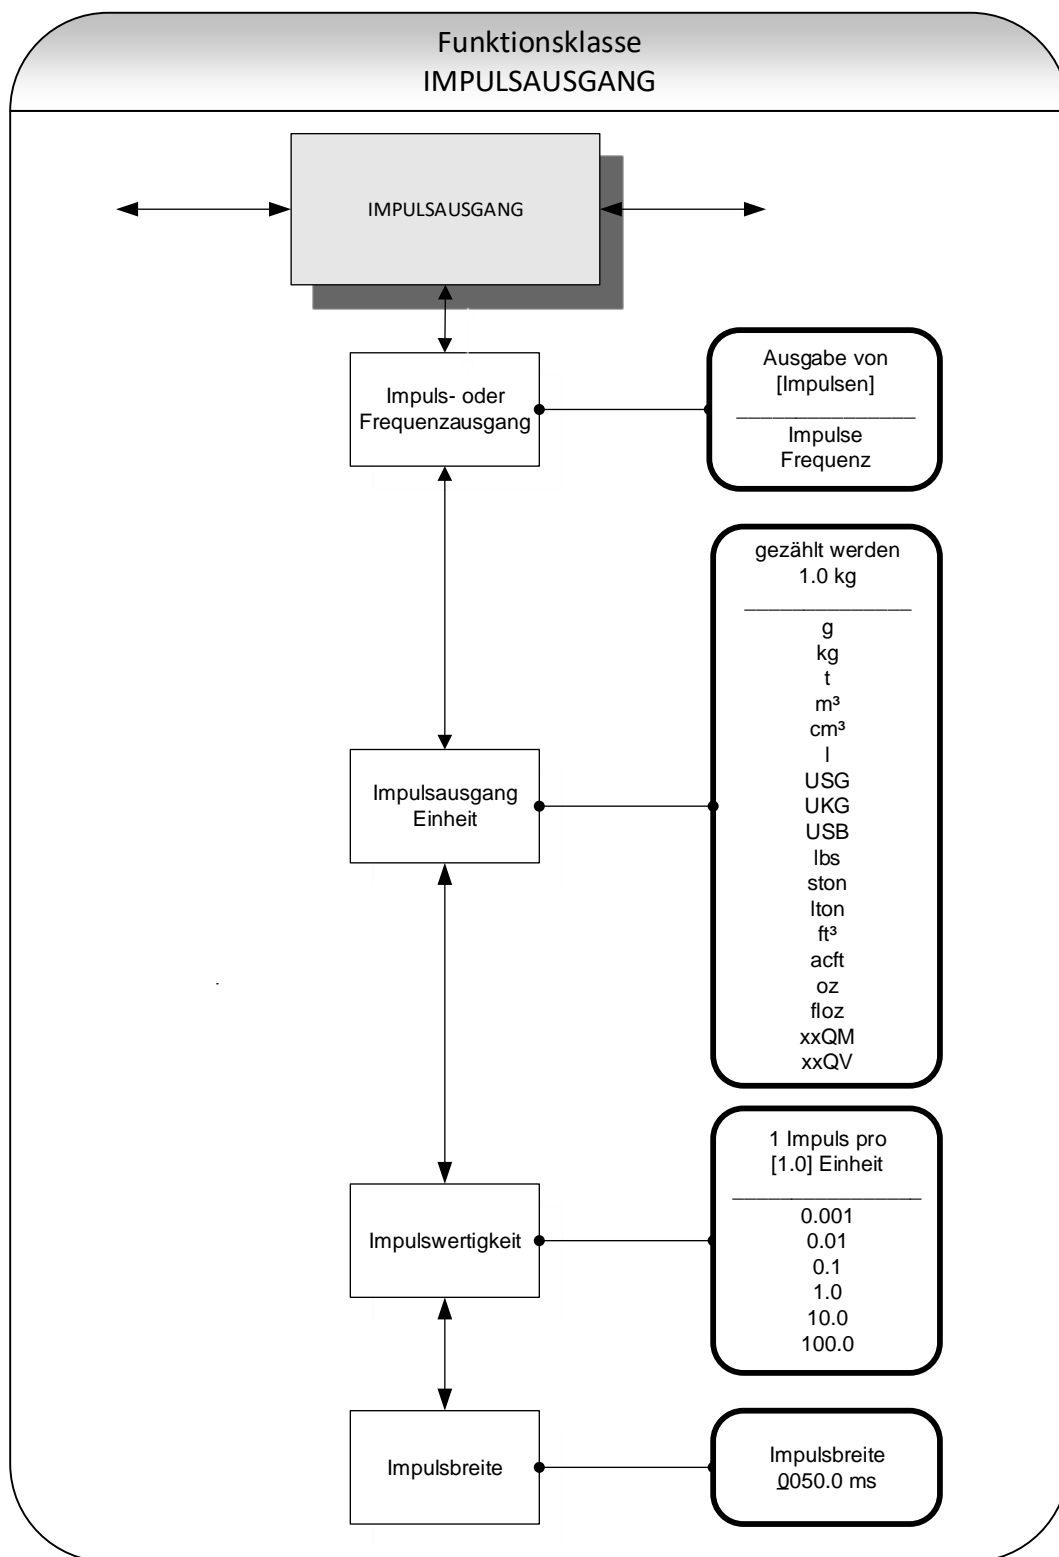 Funktionsklasse
IMPULSAUSGANG
IMPULSAUSGANG
Impuls- oder
Frequenzausgang
Ausgabe von
[Impulsen]
Impulse
Frequenz
Impulsausgang
Einheit
gezählt werden
1.0 kg
g
kg
t
m³
cm³
l
USG
UKG
USB
lbs
ston
lton
ft³
acft
oz
floz
xxQM
xxQV
Impulswertigkeit
1 Impuls pro
[1.0] Einheit
0.001
0.01
0.1
1.0
10.0
100.0
Impulsbreite
Impulsbreite
0050.0 ms